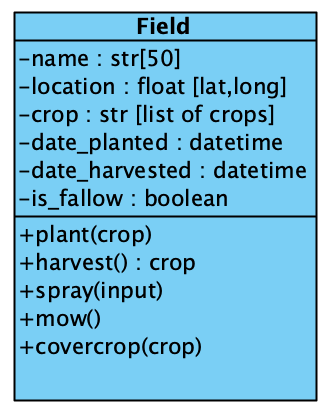 Field
-name : str[50]
-location : float [lat,long]
-crop : str [list of crops]
-date_planted : datetime
-date_harvested : datetime
-is_fallow : boolean
+plant(crop)
+harvest() : crop
+spray(input)
+mow()
+covercrop(crop)